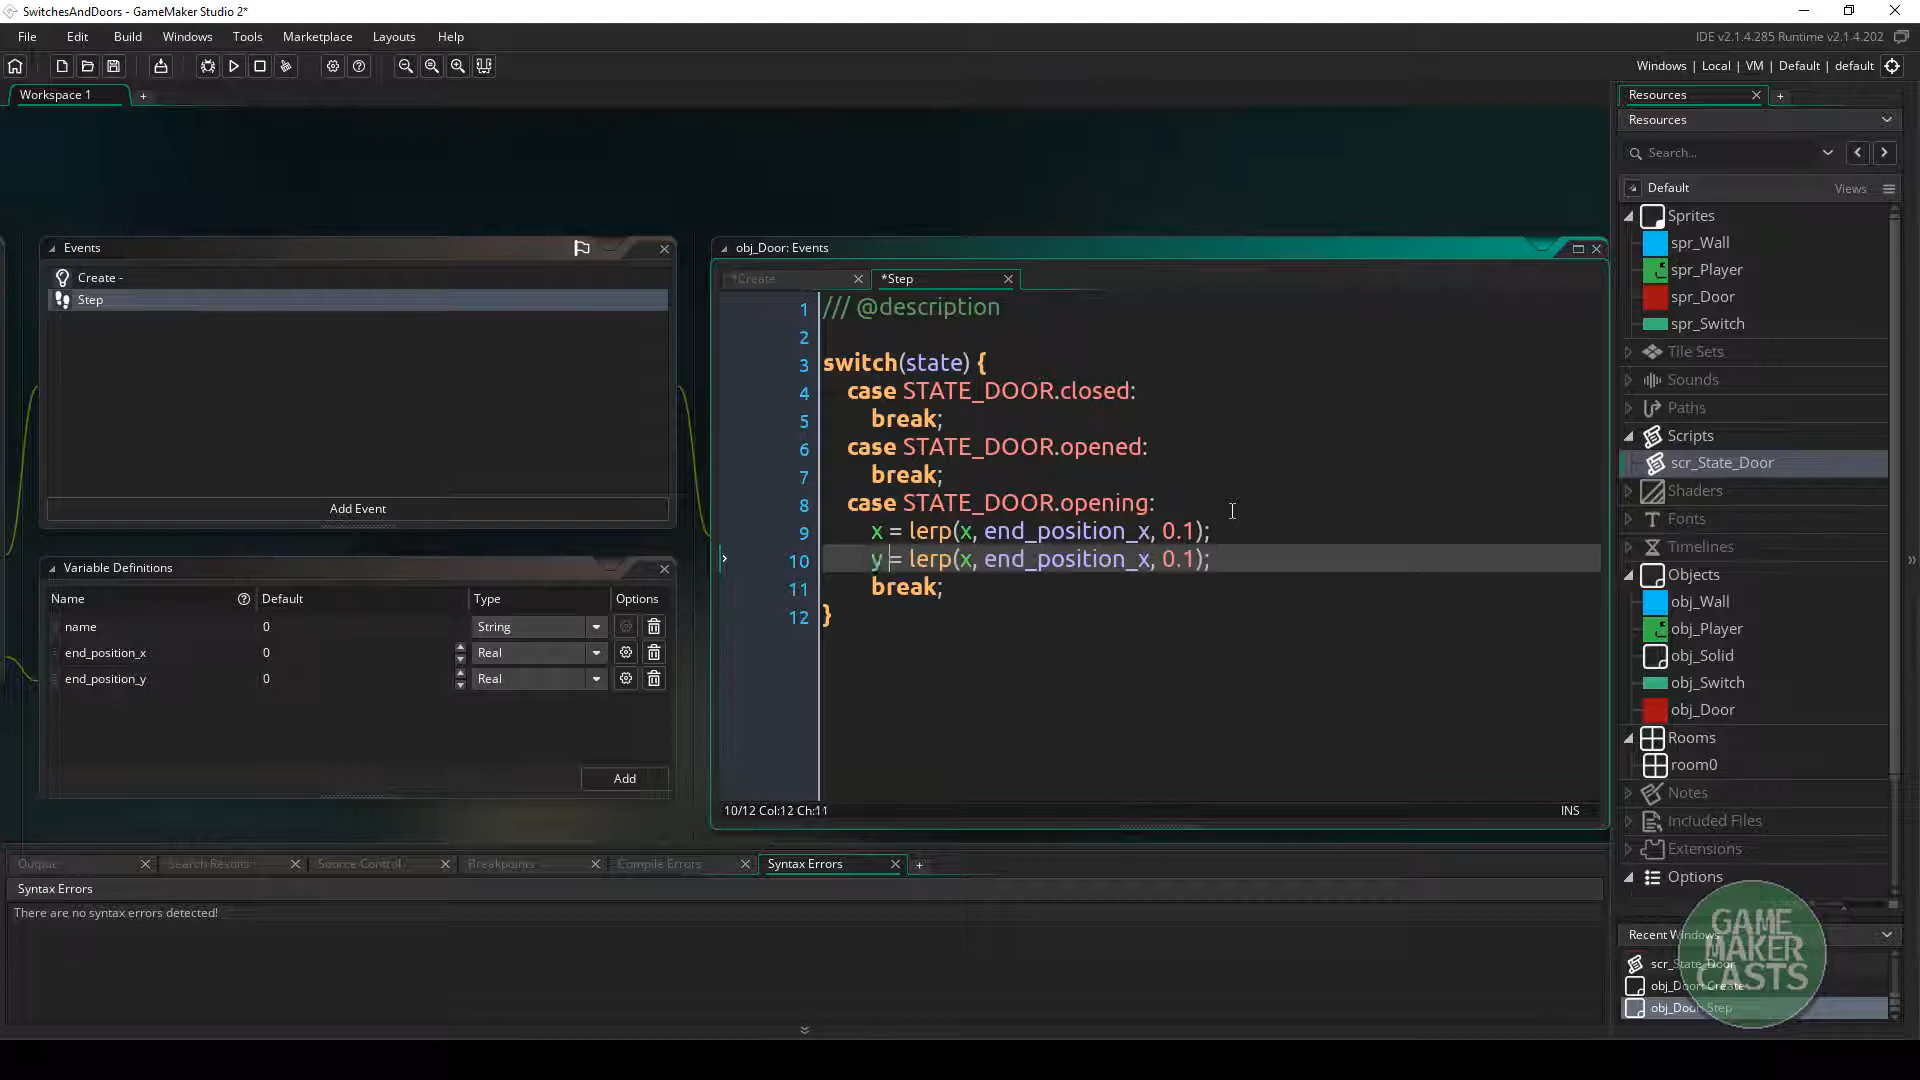 SwitchesAndDoors - GameMaker Studio 2*
File Edit Build Windows Tools Marketplace Layouts Help
IDE v2.1.4.285 Runtime v2.1.4.202
Windows | Local | VM | Default | default
Workspace 1
Events
Create -
Step
Add Event
Variable Definitions
Name Default Type Options
name 0 String
end_position_x 0 Real
end_position_y 0 Real
Add
obj_Door: Events
*Create *Step
1 /// @description
2
3 switch(state) {
4 case STATE_DOOR.closed:
5 break;
6 case STATE_DOOR.opened:
7 break;
8 case STATE_DOOR.opening:
9 x = lerp(x, end_position_x, 0.1);
10 y = lerp(x, end_position_x, 0.1);
11 break;
12 }
10/12 Col:12 Ch:11 INS
Output Search Results Source Control Breakpoints Compile Errors Syntax Errors
Syntax Errors
There are no syntax errors detected!
Resources
Resources
Search...
Default Views
Sprites
spr_Wall
spr_Player
spr_Door
spr_Switch
Tile Sets
Sounds
Paths
Scripts
scr_State_Door
Shaders
Fonts
Timelines
Objects
obj_Wall
obj_Player
obj_Solid
obj_Switch
obj_Door
Rooms
room0
Notes
Included Files
Extensions
Options
Recent Windows
scr_State_Door
obj_Door: Create
obj_Door: Step
GAME
MAKER
CASTS